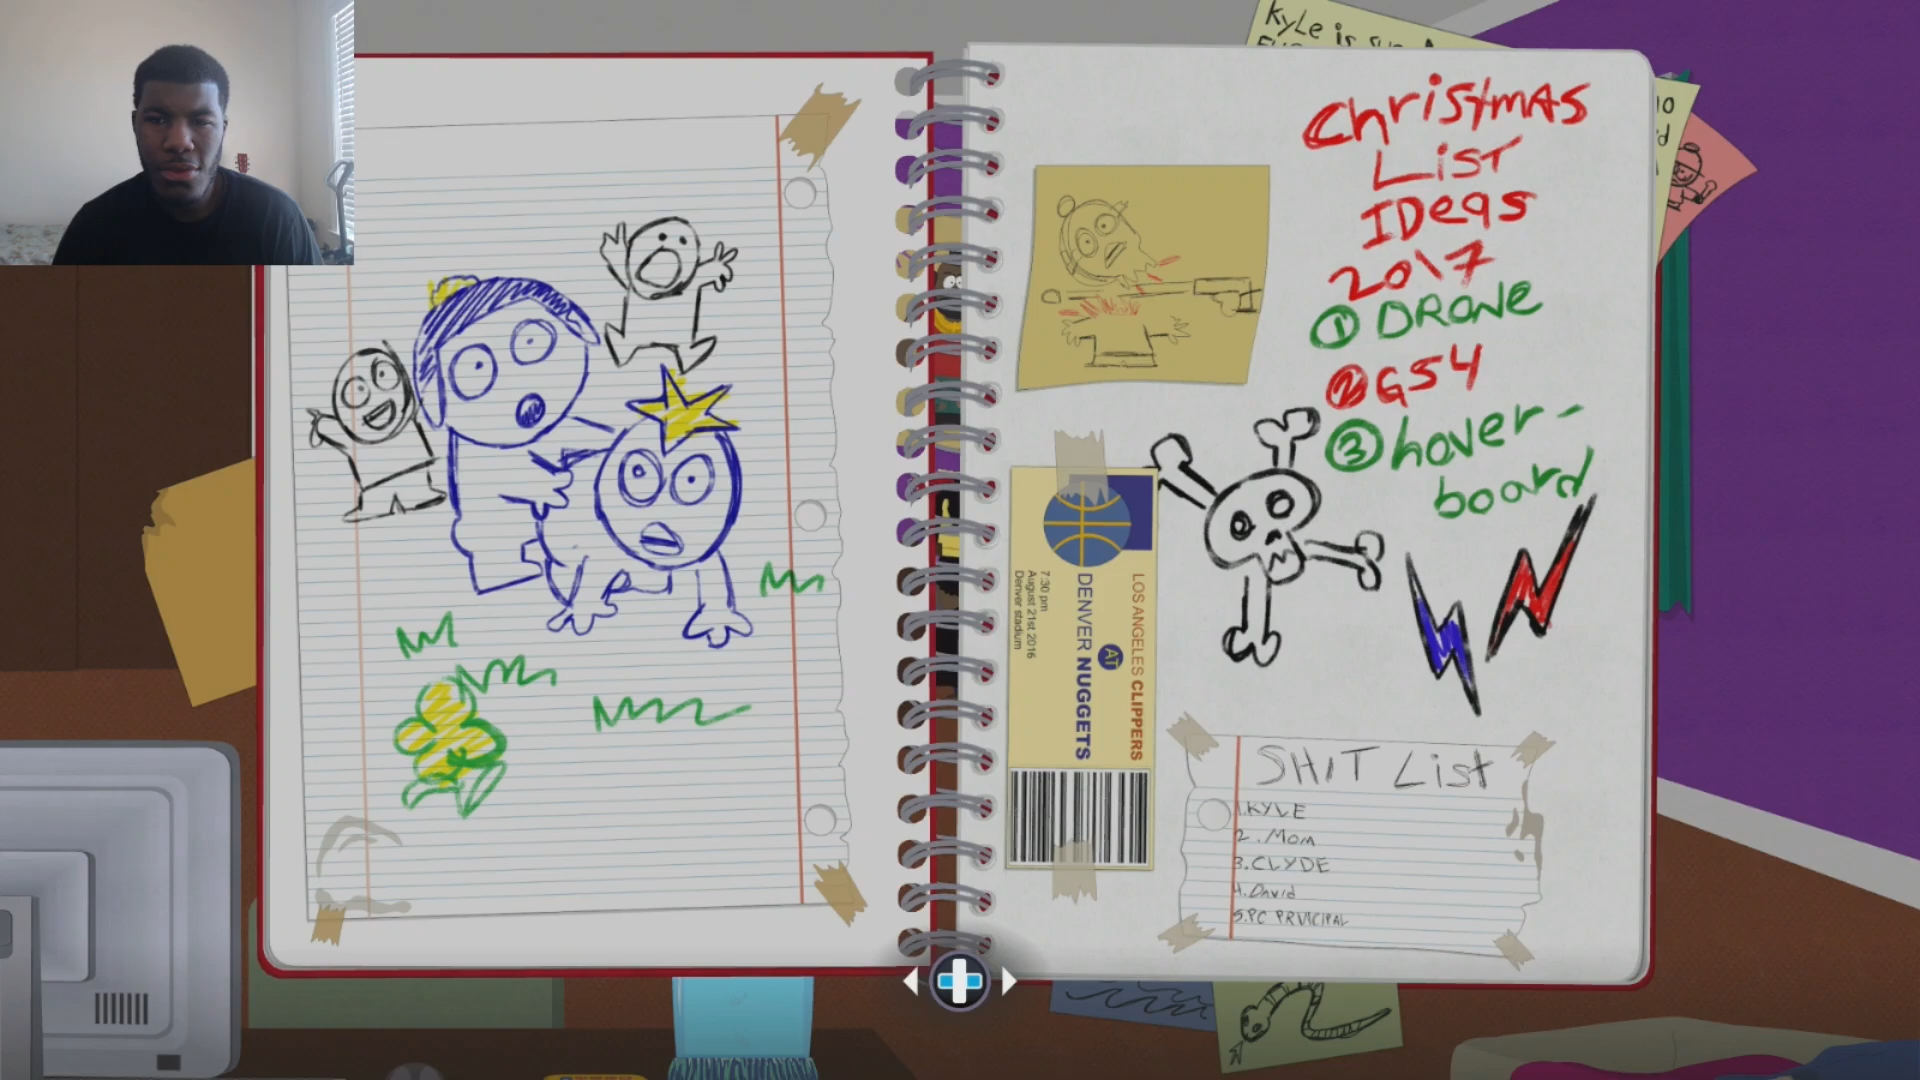 Kyle is
ChristmAS
List
IDeas
2017
① DRONe
② GS4
③ hover-
board
LOS ANGELES CLIPPERS
AT
DENVER NUGGETS
7:30 pm
August 21st 2016
Denver stadium
SHIT List
1. KYLE
2. Mom
3. CLYDE
4. David
5. PC PRVICIPAL